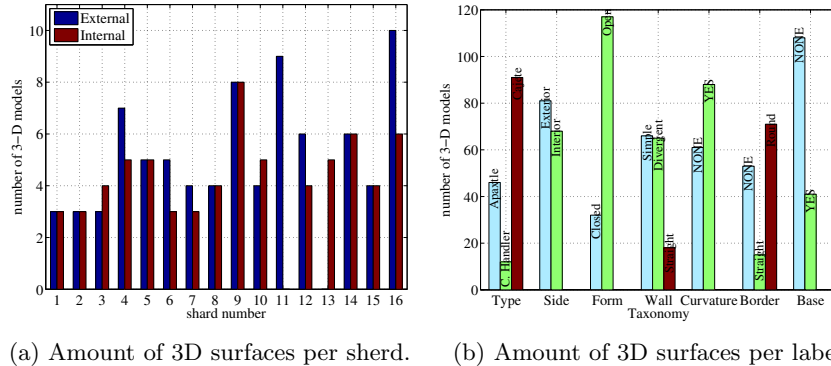 External
Internal
10
8
6
4
2
0
number of 3−D models
1 2 3 4 5 6 7 8 9 10 11 12 13 14 15 16
shard number
(a) Amount of 3D surfaces per sherd.
120
100
80
60
40
20
0
number of 3−D models
Apaxtle
C. Handler
Exterior
Interior
Closed
Open
Simple
Divergent
Straight
NONE
YES
NONE
Straight
Round
NONE
YES
Type Side Form Wall Curvature Border Base
Taxonomy
(b) Amount of 3D surfaces per labe